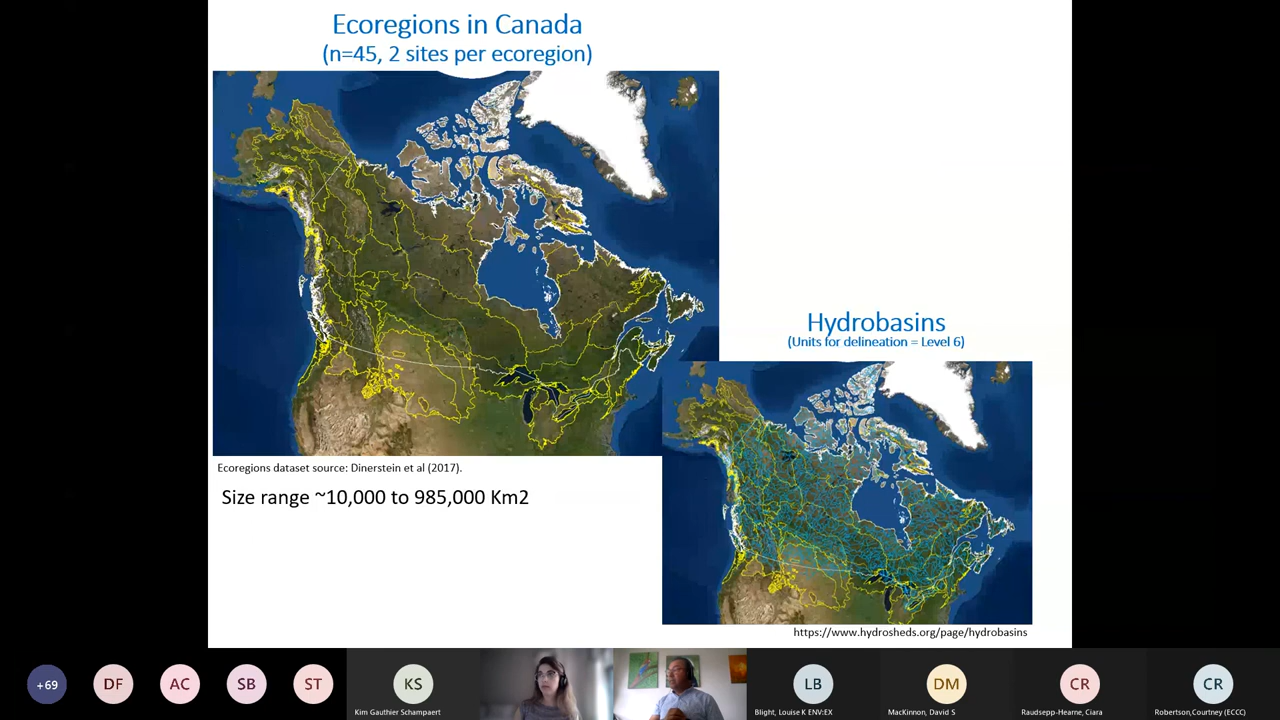 Ecoregions in Canada
(n=45, 2 sites per ecoregion)
Hydrobasins
(Units for delineation = Level 6)
Ecoregions dataset source: Dinerstein et al (2017).
Size range ~10,000 to 985,000 Km2
https://www.hydrosheds.org/page/hydrobasins
+69
DF
AC
SB
ST
KS
LB
DM
CR
CR
Kim Gauthier Schampaert
Blight, Louise K ENV:EX
MacKinnon, David S
Raudsepp-Hearne, Ciara
Robertson,Courtney (ECCC)